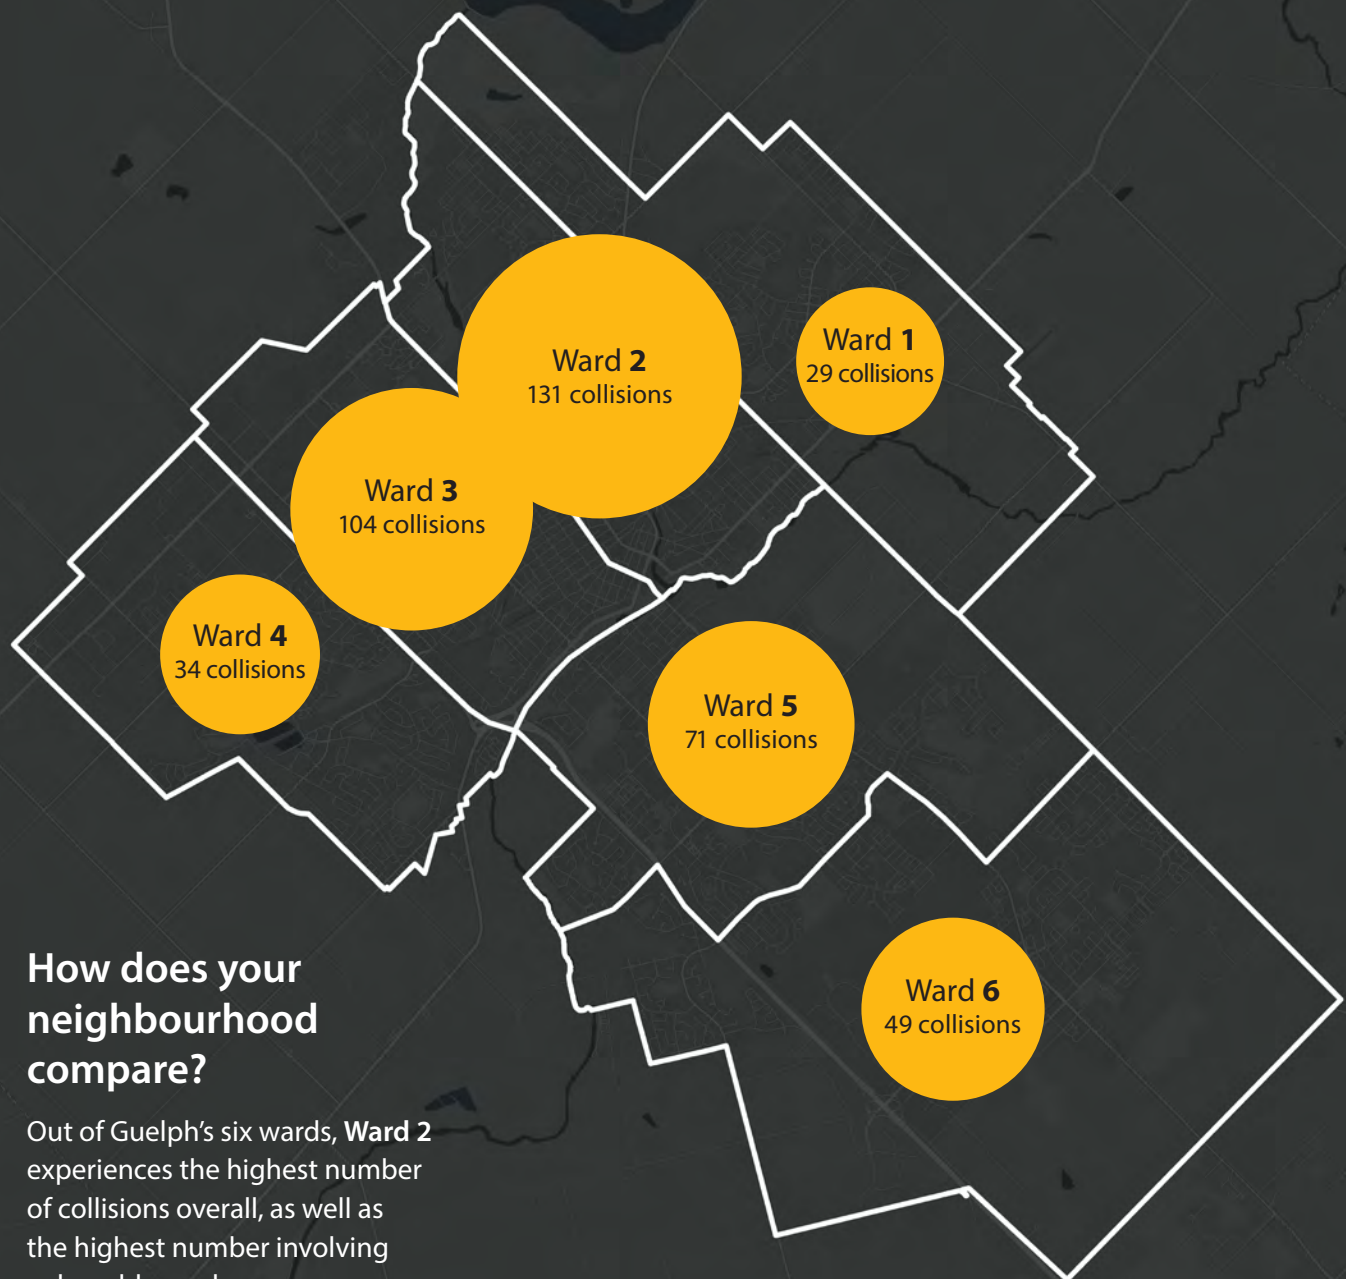 Ward 1
29 collisions
Ward 2
131 collisions
Ward 3
104 collisions
Ward 4
34 collisions
Ward 5
71 collisions
Ward 6
49 collisions
How does your
neighbourhood
compare?
Out of Guelph's six wards, Ward 2
experiences the highest number
of collisions overall, as well as
the highest number involving